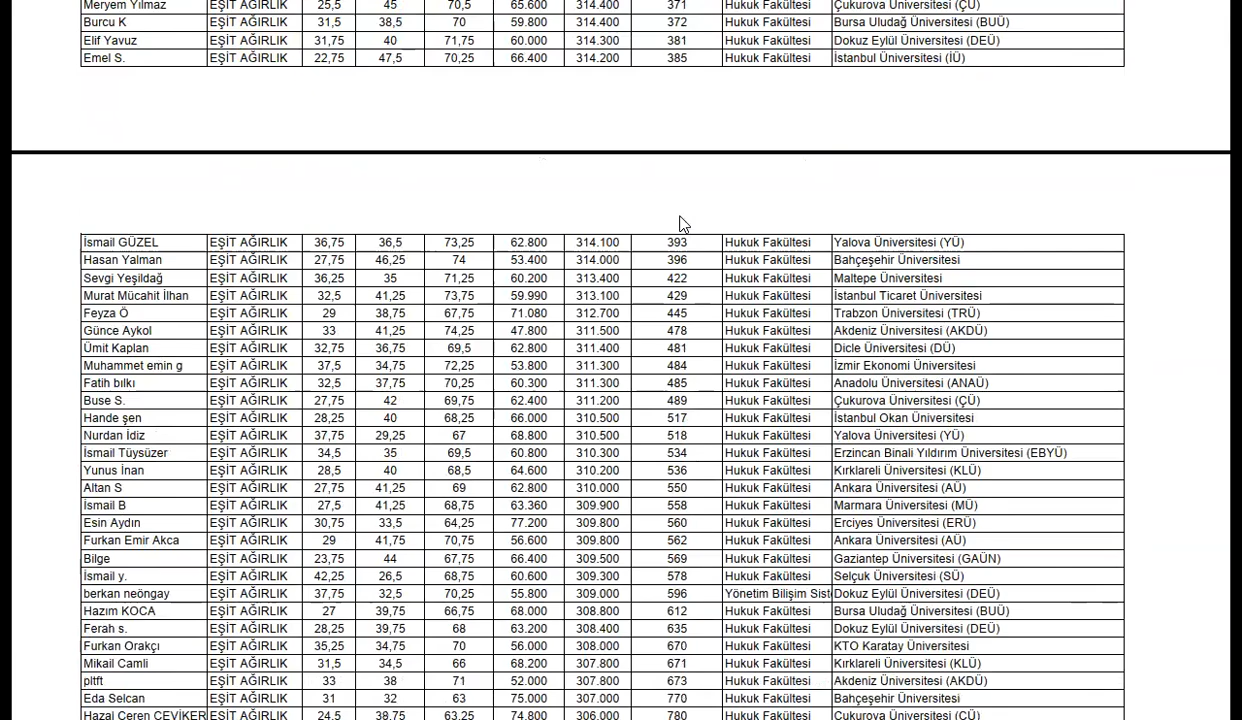 Meryem Yılmaz EŞİT AĞIRLIK 25,5 45 70,5 65.600 314.400 371 Hukuk Fakültesi Çukurova Üniversitesi (ÇÜ)
Burcu K EŞİT AĞIRLIK 31,5 38,5 70 59.800 314.400 372 Hukuk Fakültesi Bursa Uludağ Üniversitesi (BUÜ)
Elif Yavuz EŞİT AĞIRLIK 31,75 40 71,75 60.000 314.300 381 Hukuk Fakültesi Dokuz Eylül Üniversitesi (DEÜ)
Emel S. EŞİT AĞIRLIK 22,75 47,5 70,25 66.400 314.200 385 Hukuk Fakültesi İstanbul Üniversitesi (İÜ)
İsmail GÜZEL EŞİT AĞIRLIK 36,75 36,5 73,25 62.800 314.100 393 Hukuk Fakültesi Yalova Üniversitesi (YÜ)
Hasan Yalman EŞİT AĞIRLIK 27,75 46,25 74 53.400 314.000 396 Hukuk Fakültesi Bahçeşehir Üniversitesi
Sevgi Yeşildağ EŞİT AĞIRLIK 36,25 35 71,25 60.200 313.400 422 Hukuk Fakültesi Maltepe Üniversitesi
Murat Mücahit İlhan EŞİT AĞIRLIK 32,5 41,25 73,75 59.990 313.100 429 Hukuk Fakültesi İstanbul Ticaret Üniversitesi
Feyza Ö EŞİT AĞIRLIK 29 38,75 67,75 71.080 312.700 445 Hukuk Fakültesi Trabzon Üniversitesi (TRÜ)
Günce Aykol EŞİT AĞIRLIK 33 41,25 74,25 47.800 311.500 478 Hukuk Fakültesi Akdeniz Üniversitesi (AKDÜ)
Ümit Kaplan EŞİT AĞIRLIK 32,75 36,75 69,5 62.800 311.400 481 Hukuk Fakültesi Dicle Üniversitesi (DÜ)
Muhammet emin g EŞİT AĞIRLIK 37,5 34,75 72,25 53.800 311.300 484 Hukuk Fakültesi İzmir Ekonomi Üniversitesi
Fatih bılkı EŞİT AĞIRLIK 32,5 37,75 70,25 60.300 311.300 485 Hukuk Fakültesi Anadolu Üniversitesi (ANAÜ)
Buse S. EŞİT AĞIRLIK 27,75 42 69,75 62.400 311.200 489 Hukuk Fakültesi Çukurova Üniversitesi (ÇÜ)
Hande şen EŞİT AĞIRLIK 28,25 40 68,25 66.000 310.500 517 Hukuk Fakültesi İstanbul Okan Üniversitesi
Nurdan İdiz EŞİT AĞIRLIK 37,75 29,25 67 68.800 310.500 518 Hukuk Fakültesi Yalova Üniversitesi (YÜ)
İsmail Tüysüzer EŞİT AĞIRLIK 34,5 35 69,5 60.800 310.300 534 Hukuk Fakültesi Erzincan Binali Yıldırım Üniversitesi (EBYÜ)
Yunus İnan EŞİT AĞIRLIK 28,5 40 68,5 64.600 310.200 536 Hukuk Fakültesi Kırklareli Üniversitesi (KLÜ)
Altan S EŞİT AĞIRLIK 27,75 41,25 69 62.800 310.000 550 Hukuk Fakültesi Ankara Üniversitesi (AÜ)
İsmail B EŞİT AĞIRLIK 27,5 41,25 68,75 63.360 309.900 558 Hukuk Fakültesi Marmara Üniversitesi (MÜ)
Esin Aydın EŞİT AĞIRLIK 30,75 33,5 64,25 77.200 309.800 560 Hukuk Fakültesi Erciyes Üniversitesi (ERÜ)
Furkan Emir Akca EŞİT AĞIRLIK 29 41,75 70,75 56.600 309.800 562 Hukuk Fakültesi Ankara Üniversitesi (AÜ)
Bilge EŞİT AĞIRLIK 23,75 44 67,75 66.400 309.500 569 Hukuk Fakültesi Gaziantep Üniversitesi (GAÜN)
İsmail y. EŞİT AĞIRLIK 42,25 26,5 68,75 60.600 309.300 578 Hukuk Fakültesi Selçuk Üniversitesi (SÜ)
berkan neöngay EŞİT AĞIRLIK 37,75 32,5 70,25 55.800 309.000 596 Yönetim Bilişim Sist Dokuz Eylül Üniversitesi (DEÜ)
Hazım KOCA EŞİT AĞIRLIK 27 39,75 66,75 68.000 308.800 612 Hukuk Fakültesi Bursa Uludağ Üniversitesi (BUÜ)
Ferah s. EŞİT AĞIRLIK 28,25 39,75 68 63.200 308.400 635 Hukuk Fakültesi Dokuz Eylül Üniversitesi (DEÜ)
Furkan Orakçı EŞİT AĞIRLIK 35,25 34,75 70 56.000 308.000 670 Hukuk Fakültesi KTO Karatay Üniversitesi
Mikail Camli EŞİT AĞIRLIK 31,5 34,5 66 68.200 307.800 671 Hukuk Fakültesi Kırklareli Üniversitesi (KLÜ)
pltft EŞİT AĞIRLIK 33 38 71 52.000 307.800 673 Hukuk Fakültesi Akdeniz Üniversitesi (AKDÜ)
Eda Selcan EŞİT AĞIRLIK 31 32 63 75.000 307.000 770 Hukuk Fakültesi Bahçeşehir Üniversitesi
Hazal Ceren ÇEVİKER EŞİT AĞIRLIK 24,5 38,75 63,25 74.800 306.000 780 Hukuk Fakültesi Çukurova Üniversitesi (ÇÜ)